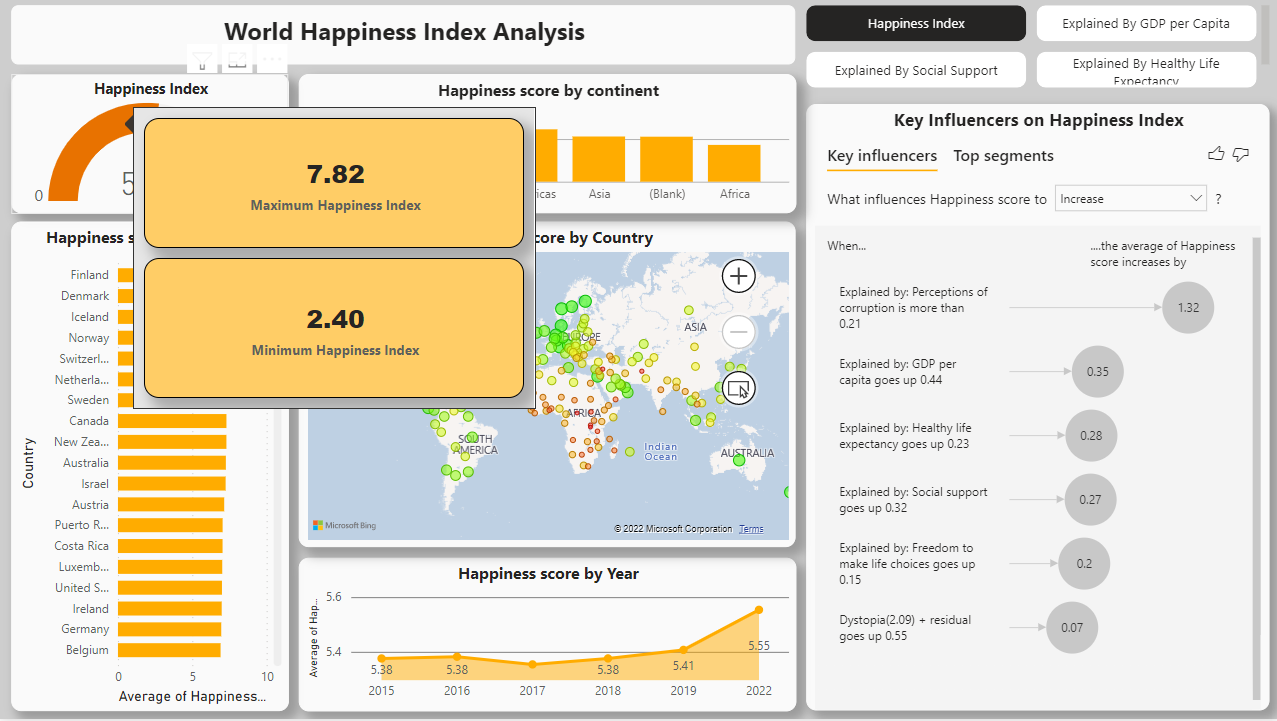 World Happiness Index Analysis
Happiness Index
Explained By GDP per Capita
Explained By Social Support
Explained By Healthy Life
Expectancy
Happiness Index
0
5
7.82
Maximum Happiness Index
2.40
Minimum Happiness Index
Happiness score by continent
icas
Asia
(Blank)
Africa
Happiness s
Country
Finland
Denmark
Iceland
Norway
Switzerl...
Netherla...
Sweden
Canada
New Zea...
Australia
Israel
Austria
Puerto R...
Costa Rica
Luxemb...
United S...
Ireland
Germany
Belgium
0
5
10
Average of Happiness...
core by Country
EUROPE
ASIA
AFRICA
SOUTH
AMERICA
Indian
Ocean
AUSTRALIA
Microsoft Bing
© 2022 Microsoft Corporation Terms
Happiness score by Year
Average of Hap...
5.6
5.4
5.38
5.38
5.38
5.41
5.55
2015
2016
2017
2018
2019
2022
Key Influencers on Happiness Index
Key influencers
Top segments
What influences Happiness score to
Increase
?
When...
....the average of Happiness
score increases by
Explained by: Perceptions of
corruption is more than
0.21
1.32
Explained by: GDP per
capita goes up 0.44
0.35
Explained by: Healthy life
expectancy goes up 0.23
0.28
Explained by: Social support
goes up 0.32
0.27
Explained by: Freedom to
make life choices goes up
0.15
0.2
Dystopia(2.09) + residual
goes up 0.55
0.07